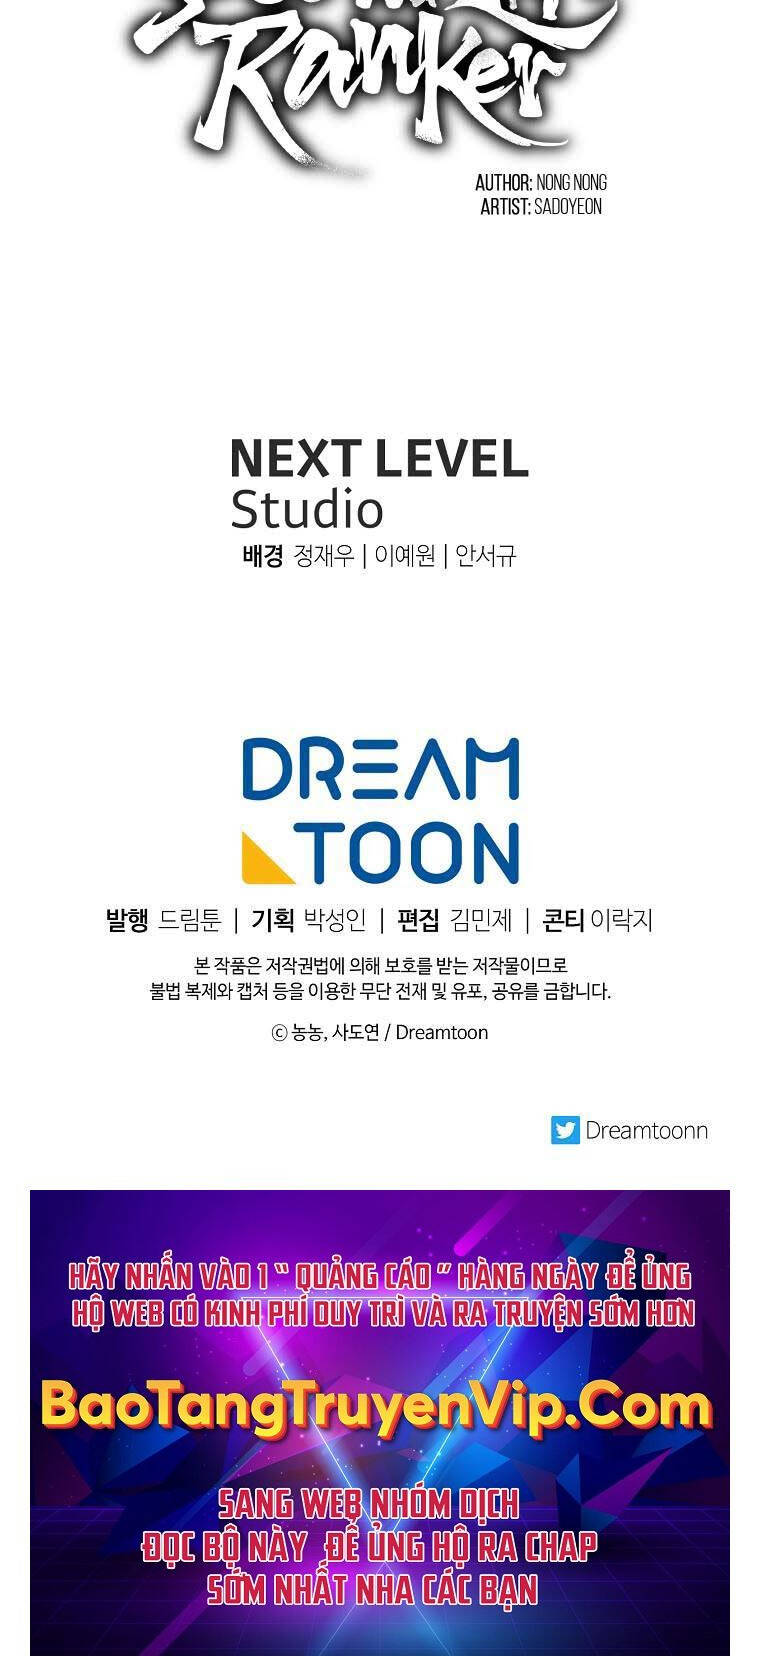 Ranker
AUTHOR: NONG NONG
ARTIST: SADOYEON
NEXT LEVEL
Studio
배경 정재우 | 이예원 | 안서규
DREAM
TOON
발행 드림툰 | 기획 박성인 | 편집 김민제 | 콘티 이락지
본 작품은 저작권법에 의해 보호를 받는 저작물이므로
불법 복제와 캡처 등을 이용한 무단 전재 및 유포, 공유를 금합니다.
ⓒ 농농, 사도연 / Dreamtoon
Dreamtoonn
HÃY NHẤN VÀO 1 “ QUẢNG CÁO ” HÀNG NGÀY ĐỂ ỦNG
HỘ WEB CÓ KINH PHÍ DUY TRÌ VÀ RA TRUYỆN SỚM HƠN
BaoTangTruyenVip.Com
SANG WEB NHÓM DỊCH
ĐỌC BỘ NÀY ĐỂ ỦNG HỘ RA CHAP
SỚM NHẤT NHA CÁC BẠN